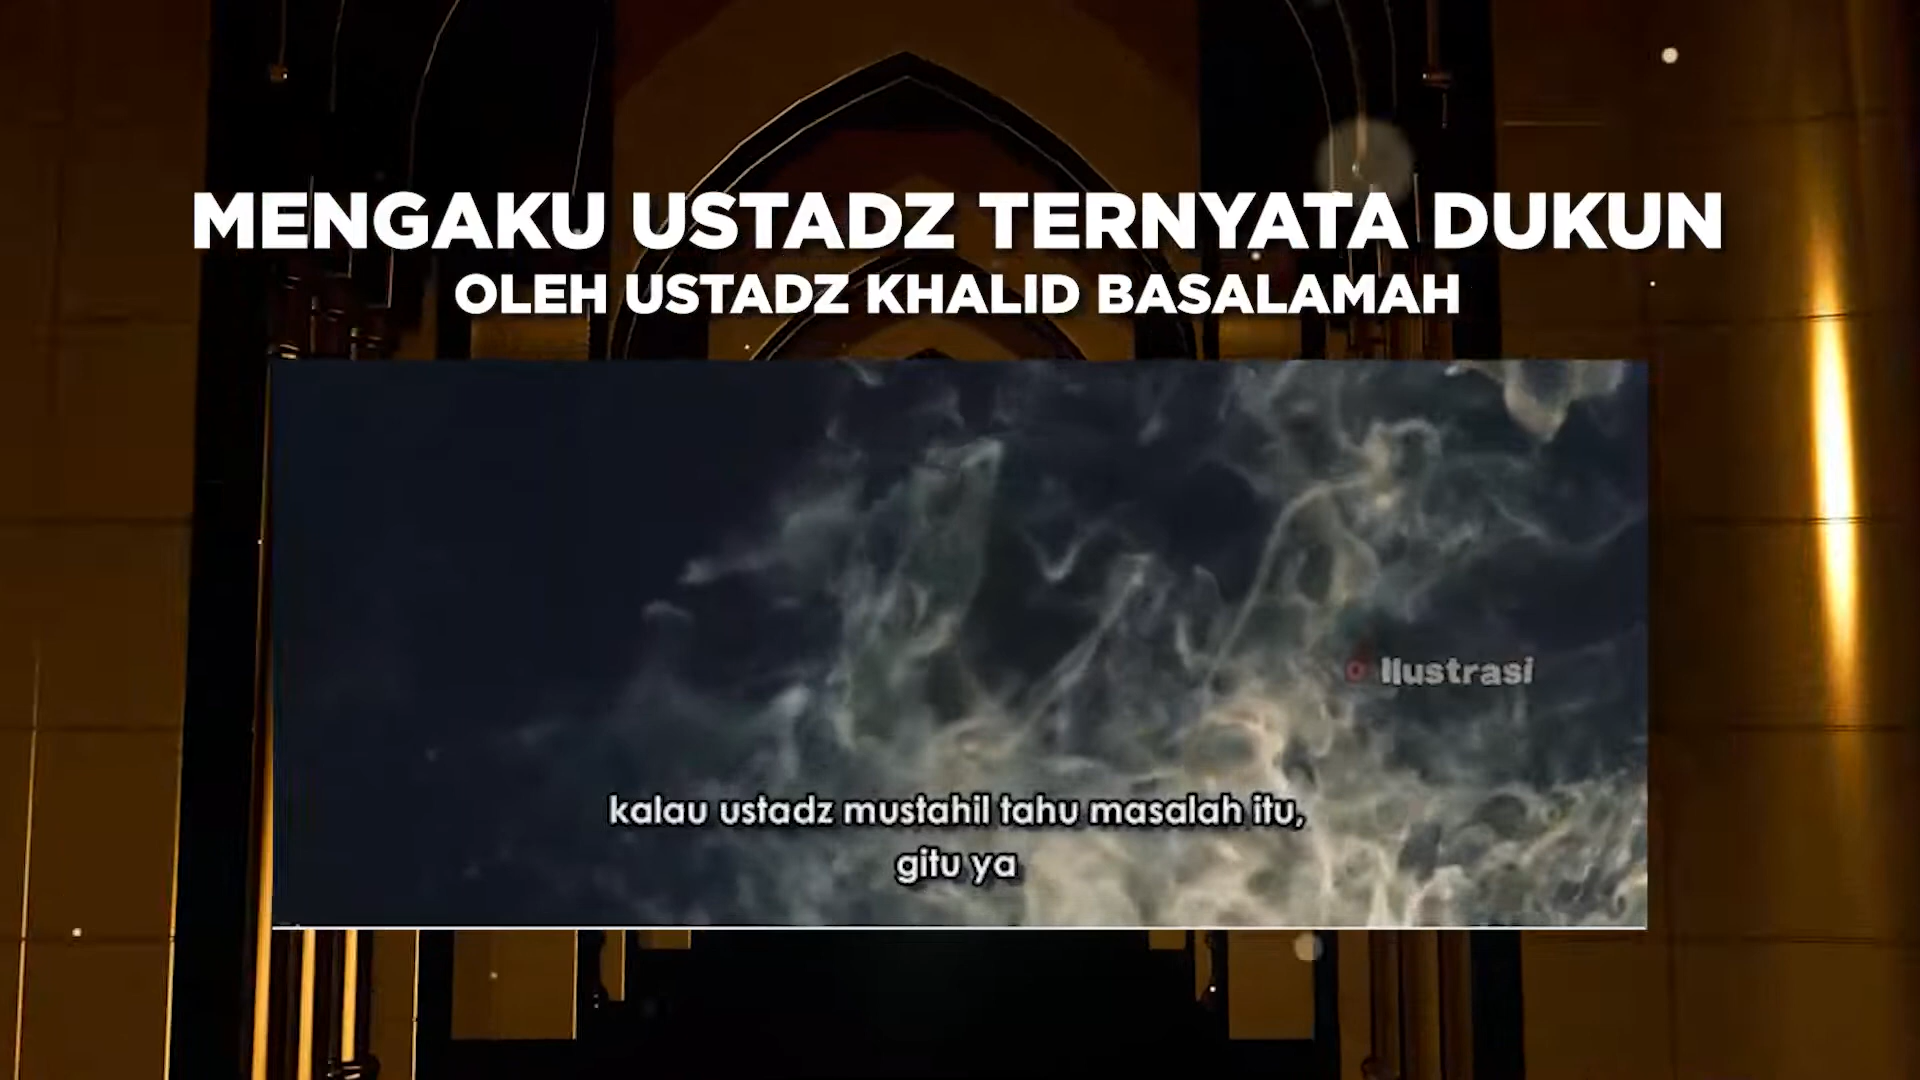 MENGAKU USTADZ TERNYATA DUKUN
OLEH USTADZ KHALID BASALAMAH
Ilustrasi
kalau ustadz mustahil tahu masalah itu,
gitu ya